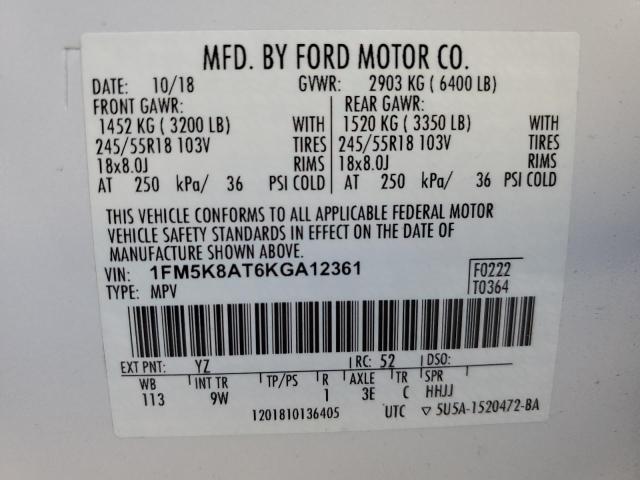 MFD. BY FORD MOTOR CO.
DATE: 10/18 GVWR: 2903 KG ( 6400 LB)
FRONT GAWR: REAR GAWR:
1452 KG ( 3200 LB) WITH 1520 KG ( 3350 LB) WITH
245/55R18 103V TIRES 245/55R18 103V TIRES
18x8.0J RIMS 18x8.0J RIMS
AT 250 kPa/ 36 PSI COLD AT 250 kPa/ 36 PSI COLD
THIS VEHICLE CONFORMS TO ALL APPLICABLE FEDERAL MOTOR
VEHICLE SAFETY STANDARDS IN EFFECT ON THE DATE OF
MANUFACTURE SHOWN ABOVE.
VIN: 1FM5K8AT6KGA12361 F0222
TYPE: MPV T0364
EXT PNT: YZ RC: 52 DSO:
WB INT TR TP/PS R AXLE TR SPR
113 9W 1 3E C HHJJ
1201810136405 UTC ▽ 5U5A-1520472-BA